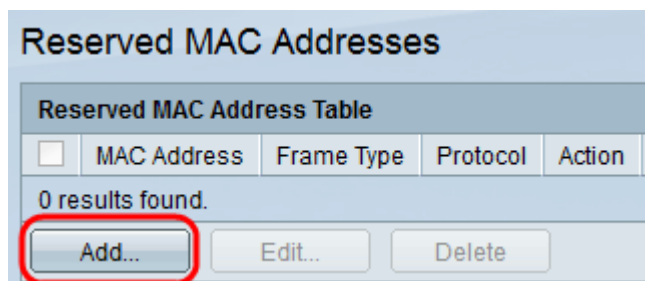 Reserved MAC Addresses
Reserved MAC Address Table
MAC Address Frame Type Protocol Action
0 results found.
Add... Edit... Delete